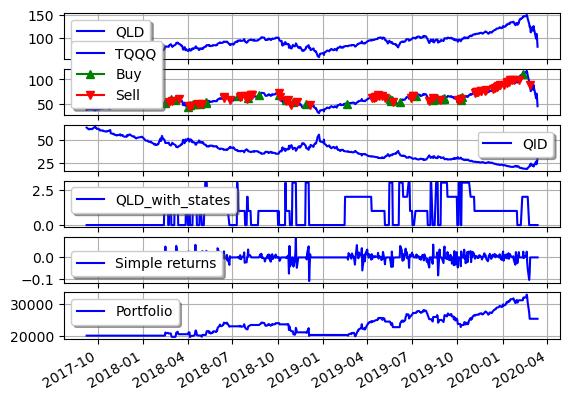 150
100
QLD
TQQQ
Buy
Sell
100
50
50
25
QID
2.5
0.0
QLD_with_states
0.0
-0.1
Simple returns
30000
20000
Portfolio
2017-10
2018-01
2018-04
2018-07
2018-10
2019-01
2019-04
2019-07
2019-10
2020-01
2020-04